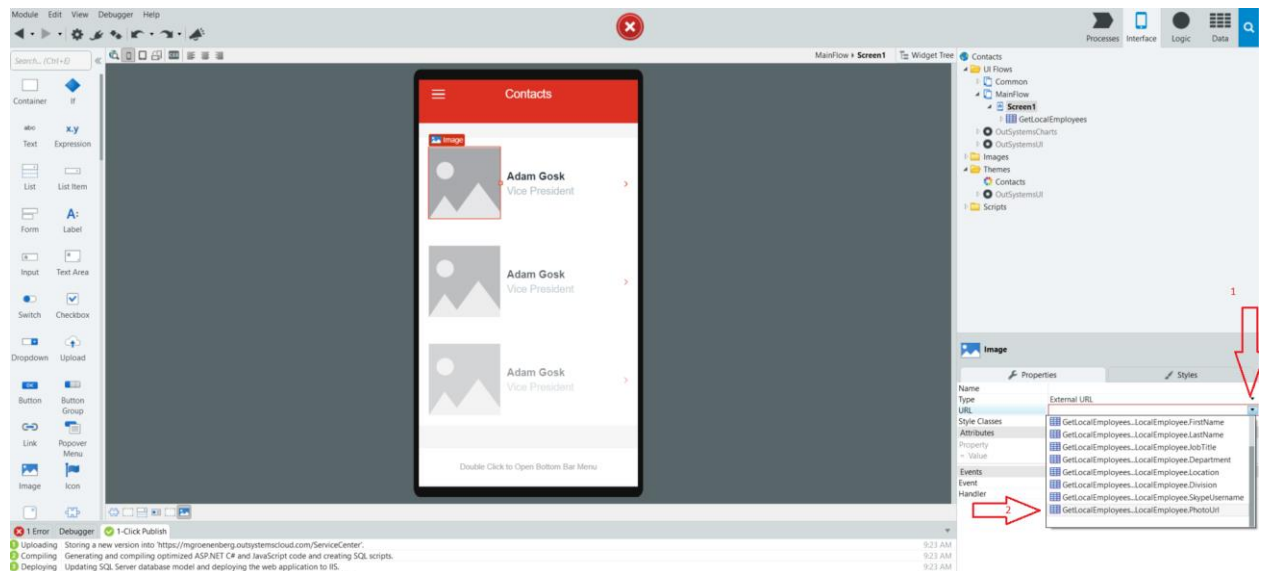 Module Edit View Debugger Help
Processes Interface Logic Data
Search... (Ctrl+E)
MainFlow Screen1 Widget Tree
Container If
abc x.y
Text Expression
List List Item
A:
Form Label
Input Text Area
Switch Checkbox
Dropdown Upload
OK
Button Button Group
Link Popover Menu
Image Icon
Contacts
Image
Adam Gosk
Vice President
Adam Gosk
Vice President
Adam Gosk
Vice President
Double Click to Open Bottom Bar Menu
Contacts
UI Flows
Common
MainFlow
Screen1
GetLocalEmployees
OutSystemsCharts
OutSystemsUI
Images
Themes
Contacts
OutSystemsUI
Scripts
1
Image
Properties Styles
Name
Type External URL
URL
Style Classes
Attributes
Property
= Value
Events
Event
Handler
GetLocalEmployees...LocalEmployee.FirstName
GetLocalEmployees...LocalEmployee.LastName
GetLocalEmployees...LocalEmployee.JobTitle
GetLocalEmployees...LocalEmployee.Department
GetLocalEmployees...LocalEmployee.Location
GetLocalEmployees...LocalEmployee.Division
GetLocalEmployees...LocalEmployee.SkypeUsername
GetLocalEmployees...LocalEmployee.PhotoUrl
2
1 Error Debugger 1-Click Publish
1 Uploading Storing a new version into 'https://mgroenenberg.outsystemscloud.com/ServiceCenter'. 9:23 AM
2 Compiling Generating and compiling optimized ASP.NET C# and JavaScript code and creating SQL scripts. 9:23 AM
3 Deploying Updating SQL Server database model and deploying the web application to IIS. 9:23 AM